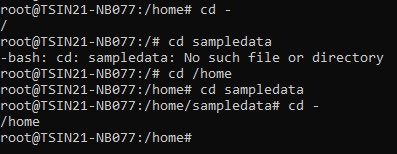 root@TSIN21-NB077:/home# cd -
/
root@TSIN21-NB077:/# cd sampledata
-bash: cd: sampledata: No such file or directory
root@TSIN21-NB077:/# cd /home
root@TSIN21-NB077:/home# cd sampledata
root@TSIN21-NB077:/home/sampledata# cd -
/home
root@TSIN21-NB077:/home#